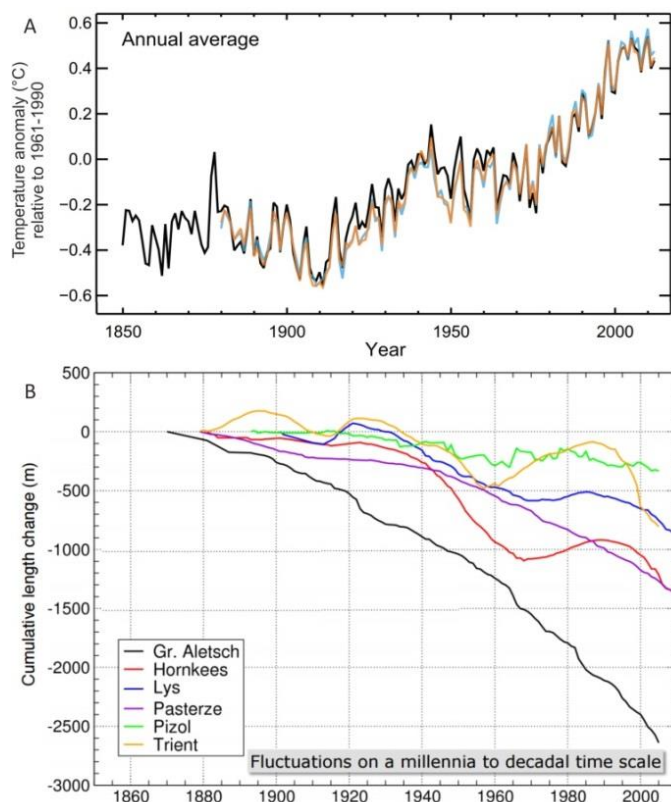 A
Annual average
Temperature anomaly (°C)
relative to 1961-1990
0.6
0.4
0.2
0.0
−0.2
−0.4
−0.6
1850
1900
1950
2000
Year
B
Cumulative length change (m)
500
0
-500
-1000
-1500
-2000
-2500
-3000
Gr. Aletsch
Hornkees
Lys
Pasterze
Pizol
Trient
Fluctuations on a millennia to decadal time scale
1860
1880
1900
1920
1940
1960
1980
2000